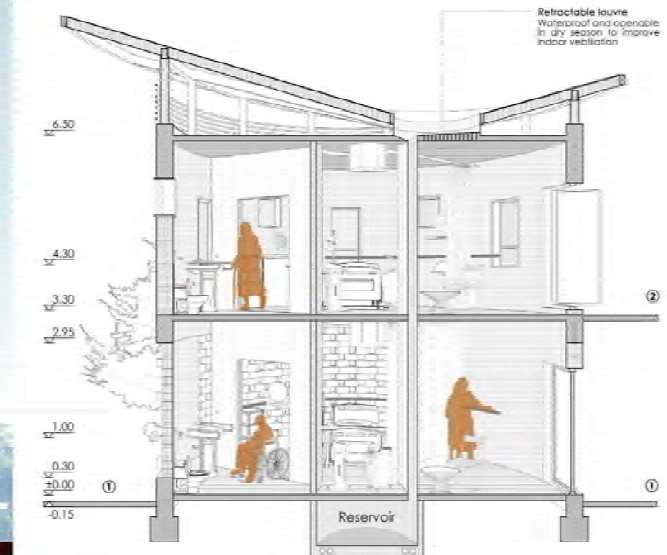 Retractable louvre
Waterproof and openable
in dry season to improve
indoor vebtilation
6.50
4.30
3.30
2.95
1.00
0.30
±0.00
-0.15
①
②
①
Reservoir